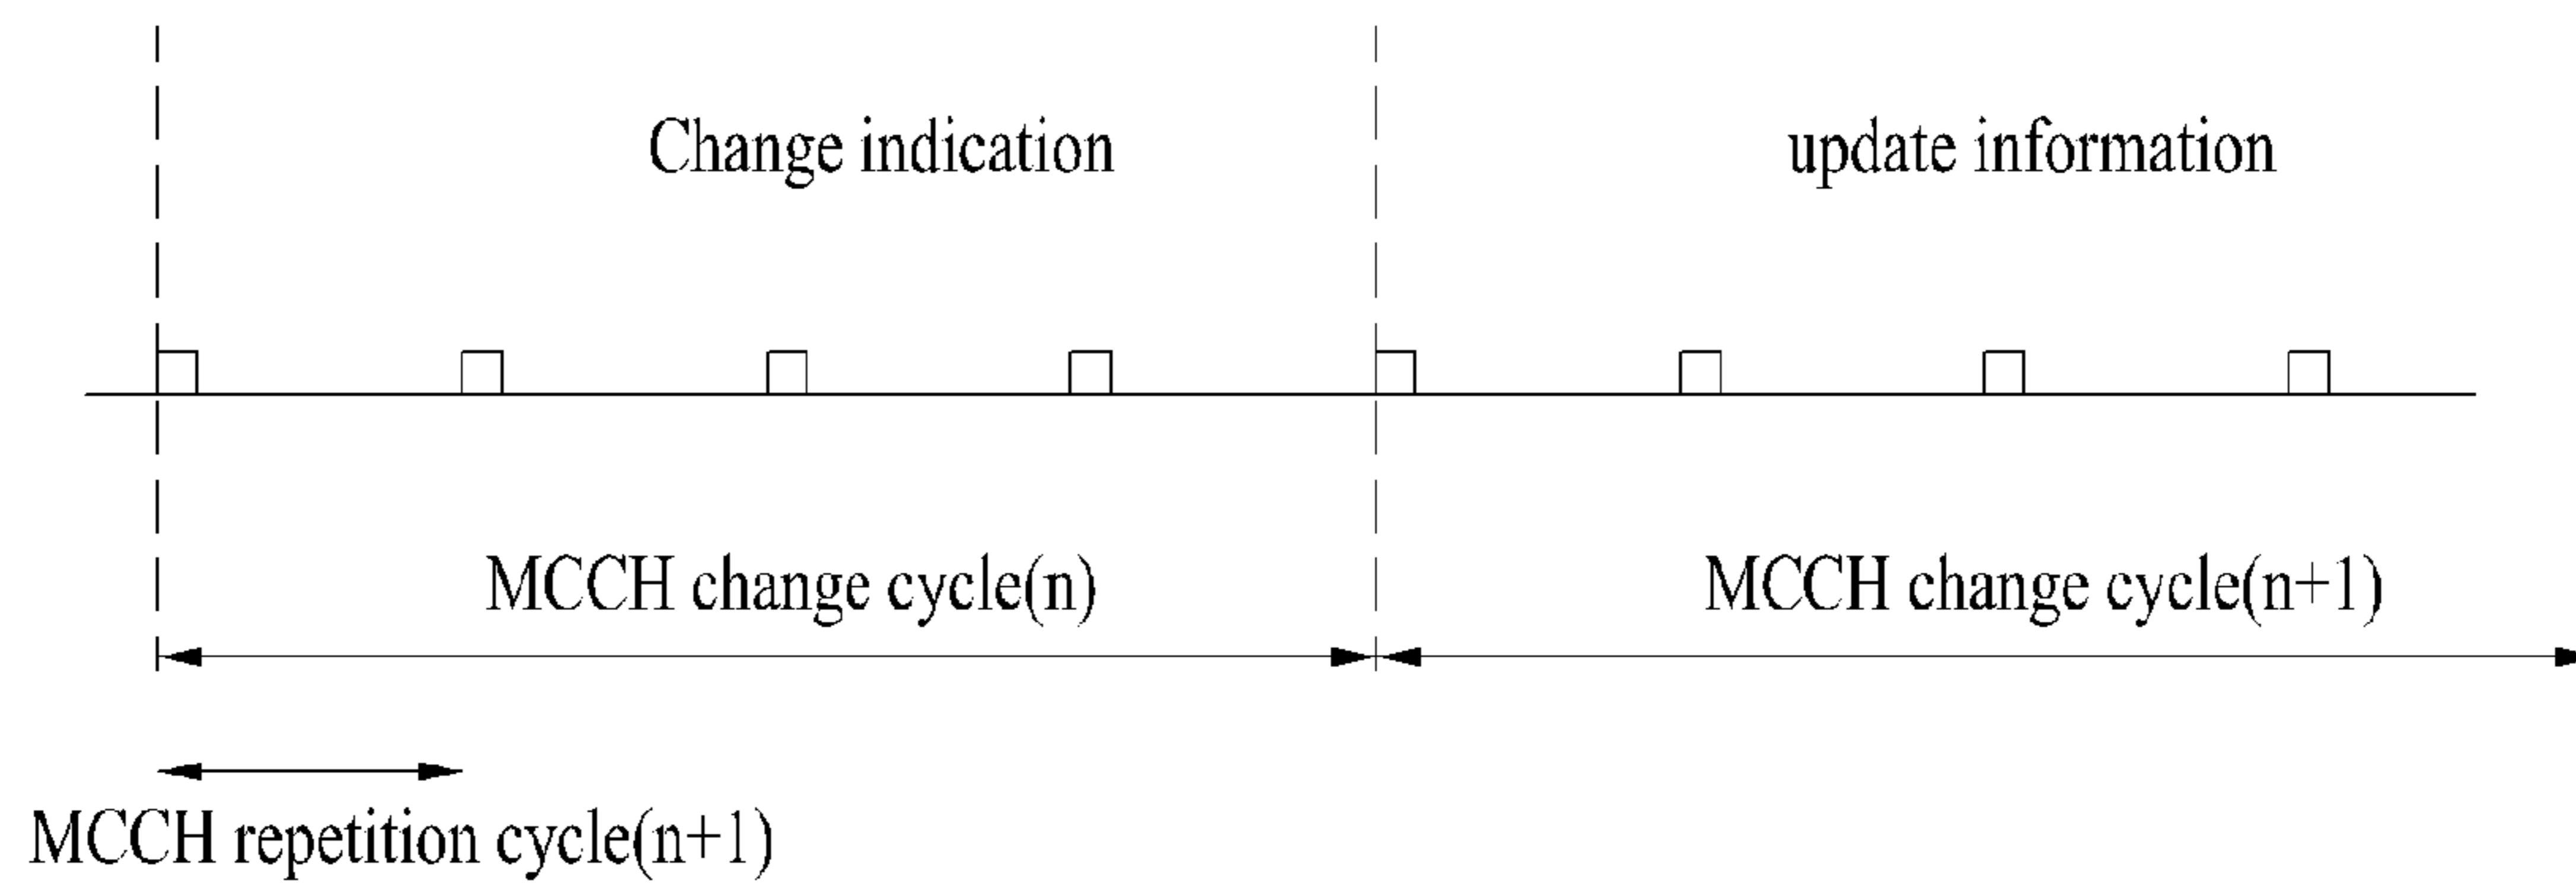 Change indication
update information
MCCH change cycle(n)
MCCH change cycle(n+1)
MCCH repetition cycle(n+1)